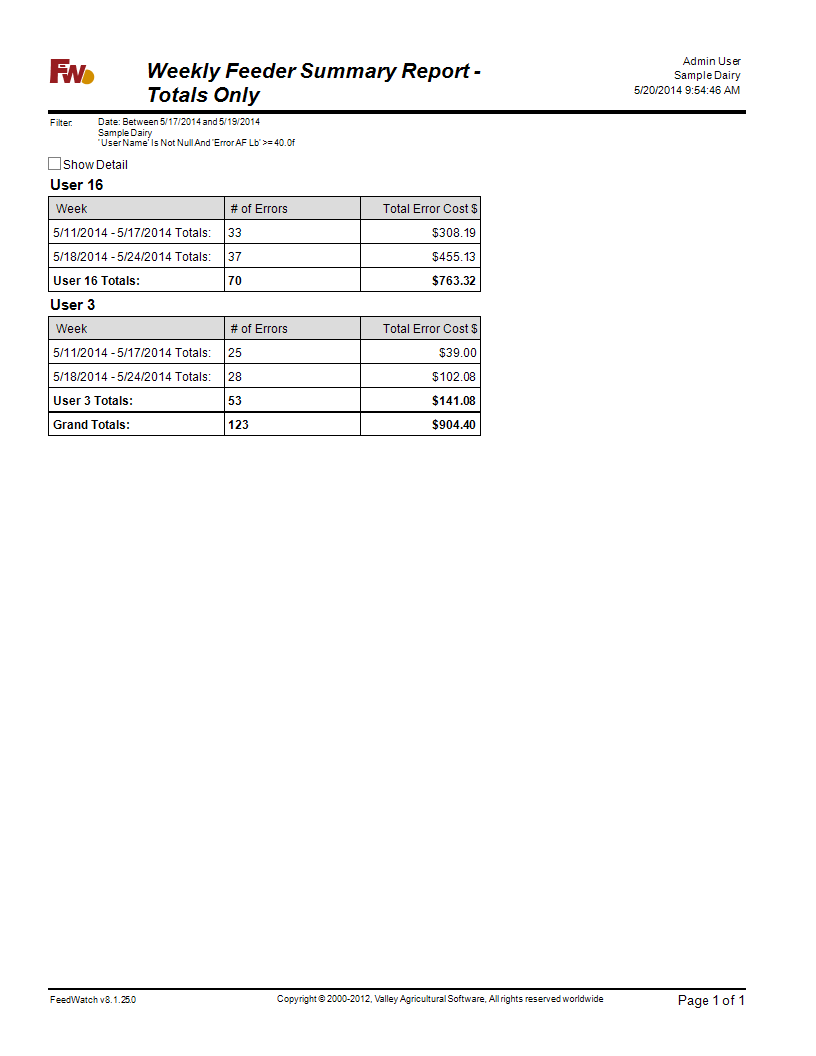 FW
Weekly Feeder Summary Report -
Totals Only
Admin User
Sample Dairy
5/20/2014 9:54:46 AM
Filter: Date: Between 5/17/2014 and 5/19/2014
Sample Dairy
'User Name' Is Not Null And 'Error AF Lb' >= 40.0f
Show Detail
User 16
Week # of Errors Total Error Cost $
5/11/2014 - 5/17/2014 Totals: 33 $308.19
5/18/2014 - 5/24/2014 Totals: 37 $455.13
User 16 Totals: 70 $763.32
User 3
Week # of Errors Total Error Cost $
5/11/2014 - 5/17/2014 Totals: 25 $39.00
5/18/2014 - 5/24/2014 Totals: 28 $102.08
User 3 Totals: 53 $141.08
Grand Totals: 123 $904.40
FeedWatch v8.1.25.0 Copyright © 2000-2012, Valley Agricultural Software, All rights reserved worldwide Page 1 of 1